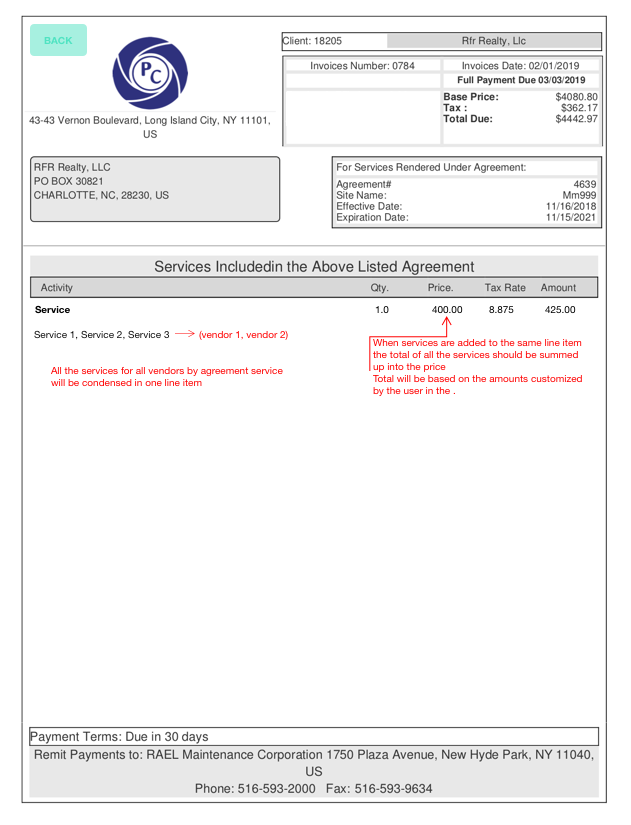 BACK
PC
43-43 Vernon Boulevard, Long Island City, NY 11101,
US
Client: 18205 Rfr Realty, Llc
Invoices Number: 0784 Invoices Date: 02/01/2019
Full Payment Due 03/03/2019
Base Price: $4080.80
Tax : $362.17
Total Due: $4442.97
RFR Realty, LLC
PO BOX 30821
CHARLOTTE, NC, 28230, US
For Services Rendered Under Agreement:
Agreement# 4639
Site Name: Mm999
Effective Date: 11/16/2018
Expiration Date: 11/15/2021
Services Includedin the Above Listed Agreement
Activity Qty. Price. Tax Rate Amount
Service 1.0 400.00 8.875 425.00
Service 1, Service 2, Service 3 (vendor 1, vendor 2)
All the services for all vendors by agreement service
will be condensed in one line item
When services are added to the same line item
the total of all the services should be summed
up into the price
Total will be based on the amounts customized
by the user in the .
Payment Terms: Due in 30 days
Remit Payments to: RAEL Maintenance Corporation 1750 Plaza Avenue, New Hyde Park, NY 11040,
US
Phone: 516-593-2000 Fax: 516-593-9634